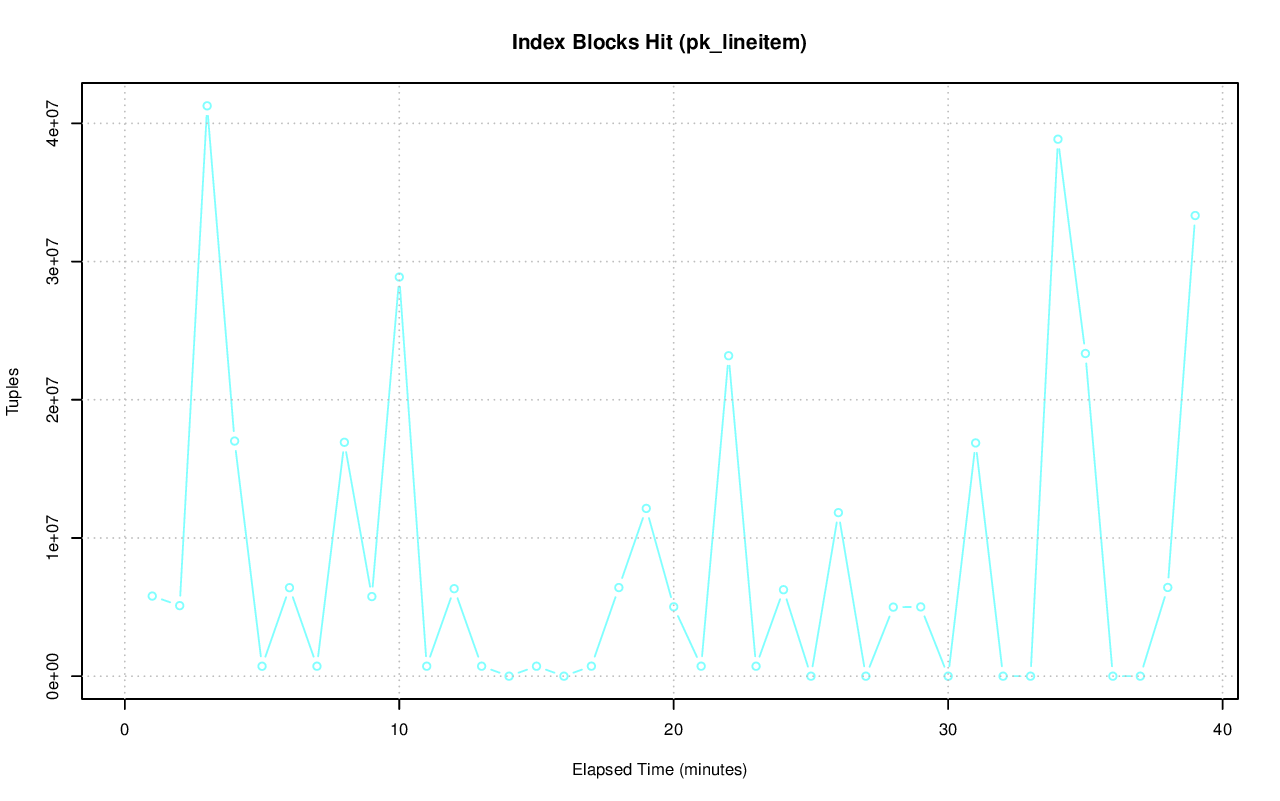 Index Blocks Hit (pk_lineitem)
Tuples
4e+07
3e+07
2e+07
1e+07
0e+00
0 10 20 30 40
Elapsed Time (minutes)